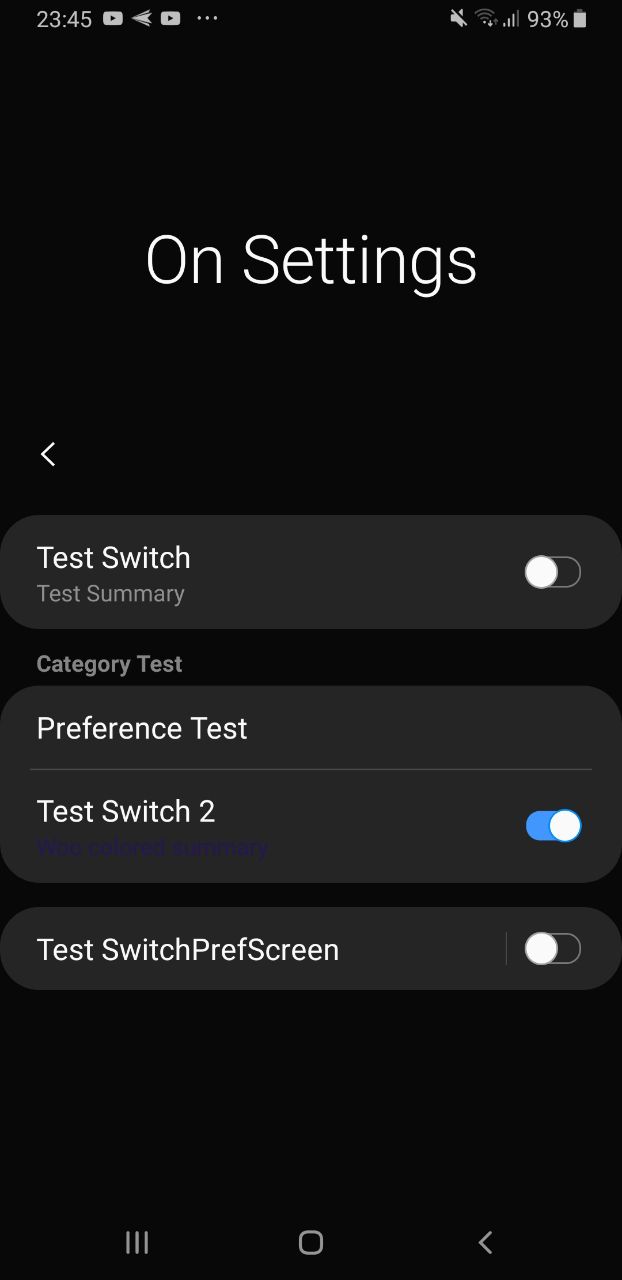 23:45 93%
On Settings
Test Switch
Test Summary
Category Test
Preference Test
Test Switch 2
Woo colored summary
Test SwitchPrefScreen